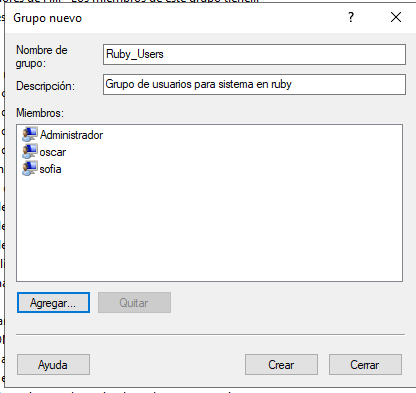 Grupo nuevo
Nombre de
grupo:
Ruby_Users
Descripción:
Grupo de usuarios para sistema en ruby
Miembros:
Administrador
oscar
sofia
Agregar...
Quitar
Ayuda
Crear
Cerrar